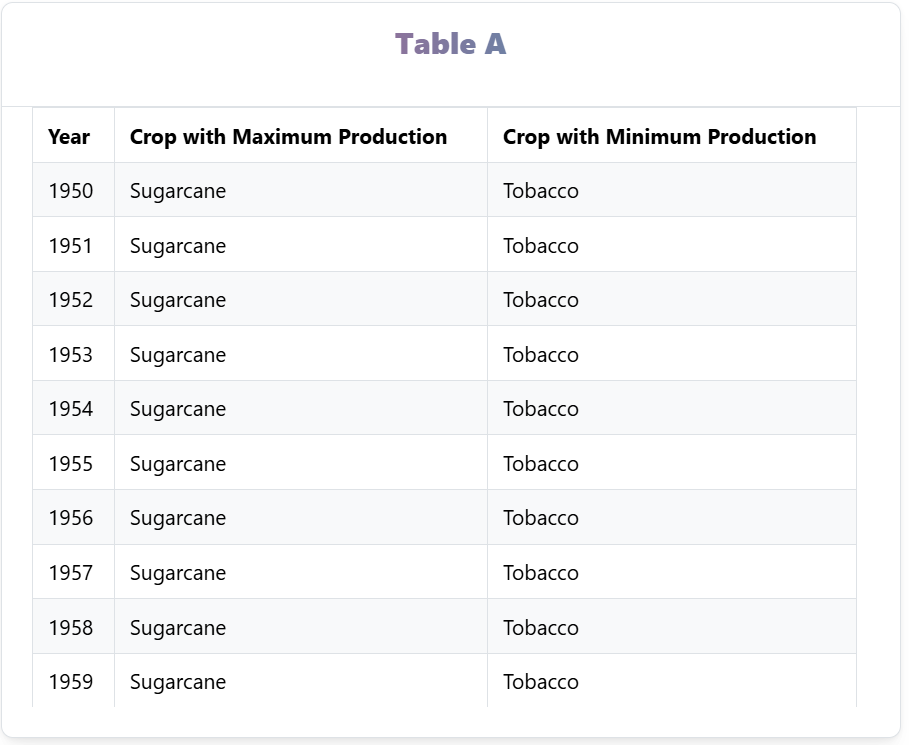 Table A
Year Crop with Maximum Production Crop with Minimum Production
1950 Sugarcane Tobacco
1951 Sugarcane Tobacco
1952 Sugarcane Tobacco
1953 Sugarcane Tobacco
1954 Sugarcane Tobacco
1955 Sugarcane Tobacco
1956 Sugarcane Tobacco
1957 Sugarcane Tobacco
1958 Sugarcane Tobacco
1959 Sugarcane Tobacco